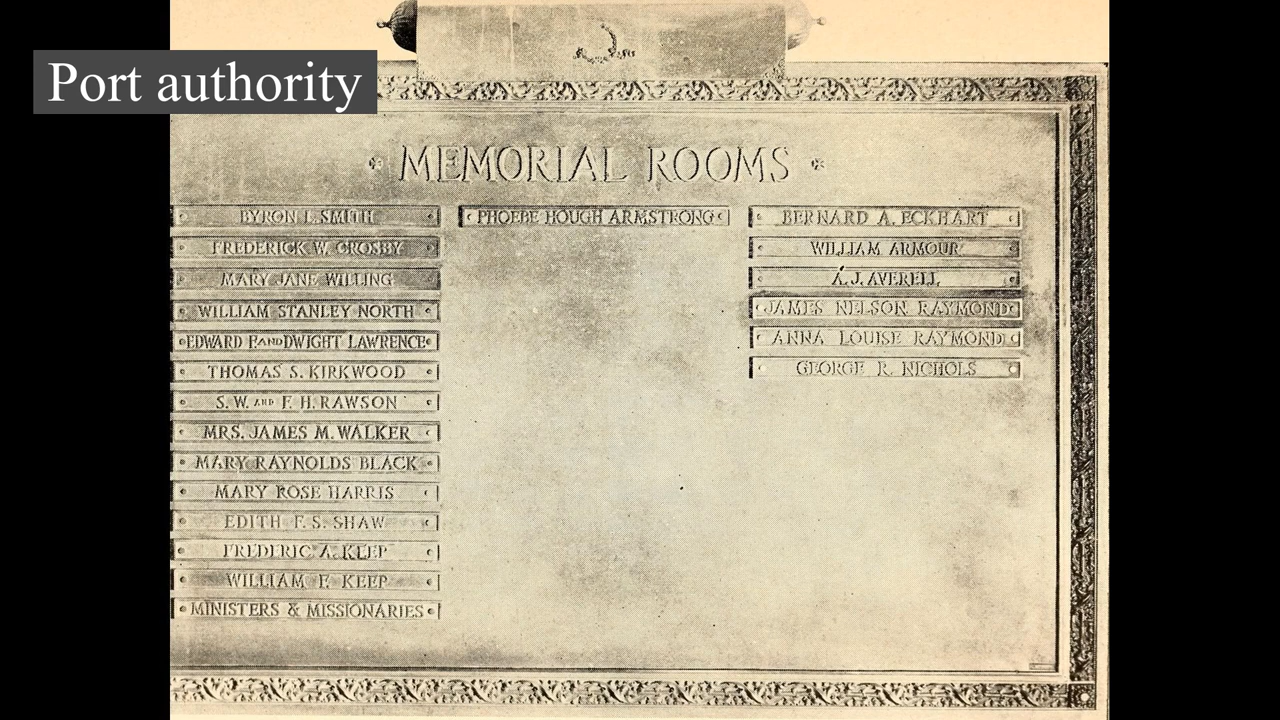 Port authority
MEMORIAL ROOMS
BYRON L. SMITH
FREDERICK W. CROSBY
MARY JANE WILLING
WILLIAM STANLEY NORTH
EDWARD F. AND DWIGHT LAWRENCE
THOMAS S. KIRKWOOD
S. W. AND F. H. RAWSON
MRS. JAMES M. WALKER
MARY RAYNOLDS BLACK
MARY ROSE HARRIS
EDITH F. S. SHAW
FREDERIC A. KEEP
WILLIAM F. KEEP
MINISTERS & MISSIONARIES
PHOEBE HOUGH ARMSTRONG
BERNARD A. ECKHART
WILLIAM ARMOUR
A. J. AVERELL
JAMES NELSON RAYMOND
ANNA LOUISE RAYMOND
GEORGE R. NICHOLS